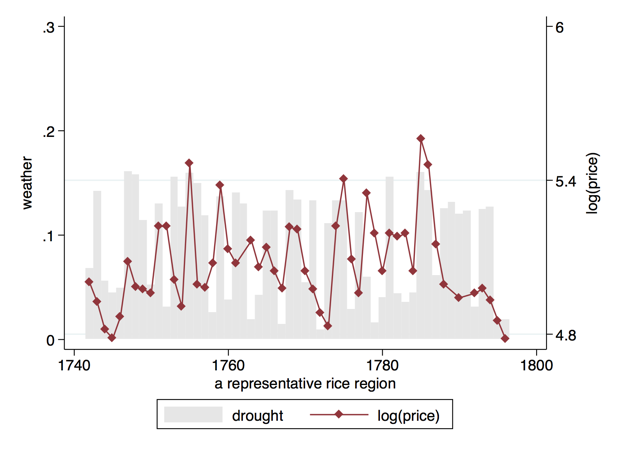 .3
6
.2
weather
log(price)
5.4
.1
0
4.8
1740
1760
1780
1800
a representative rice region
drought
log(price)